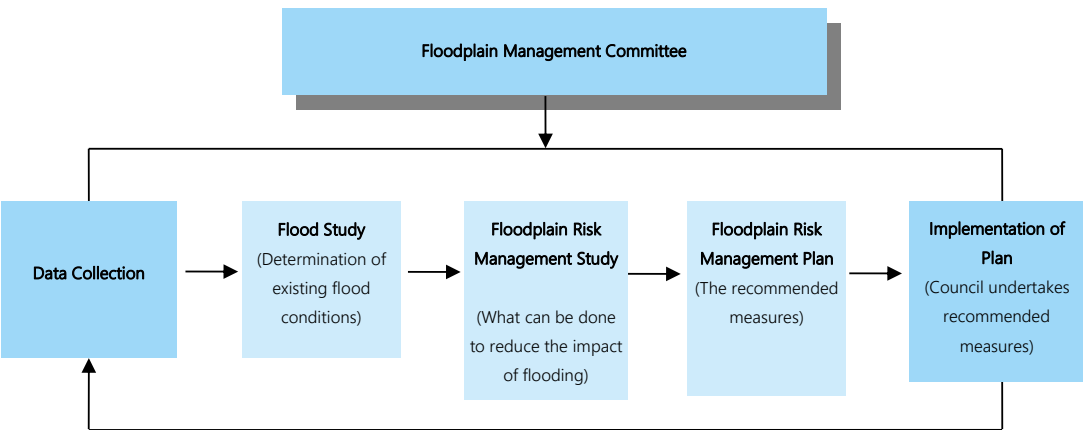 Floodplain Management Committee
Data Collection
Flood Study
(Determination of
existing flood
conditions)
Floodplain Risk
Management Study
(What can be done
to reduce the impact
of flooding)
Floodplain Risk
Management Plan
(The recommended
measures)
Implementation of
Plan
(Council undertakes
recommended
measures)